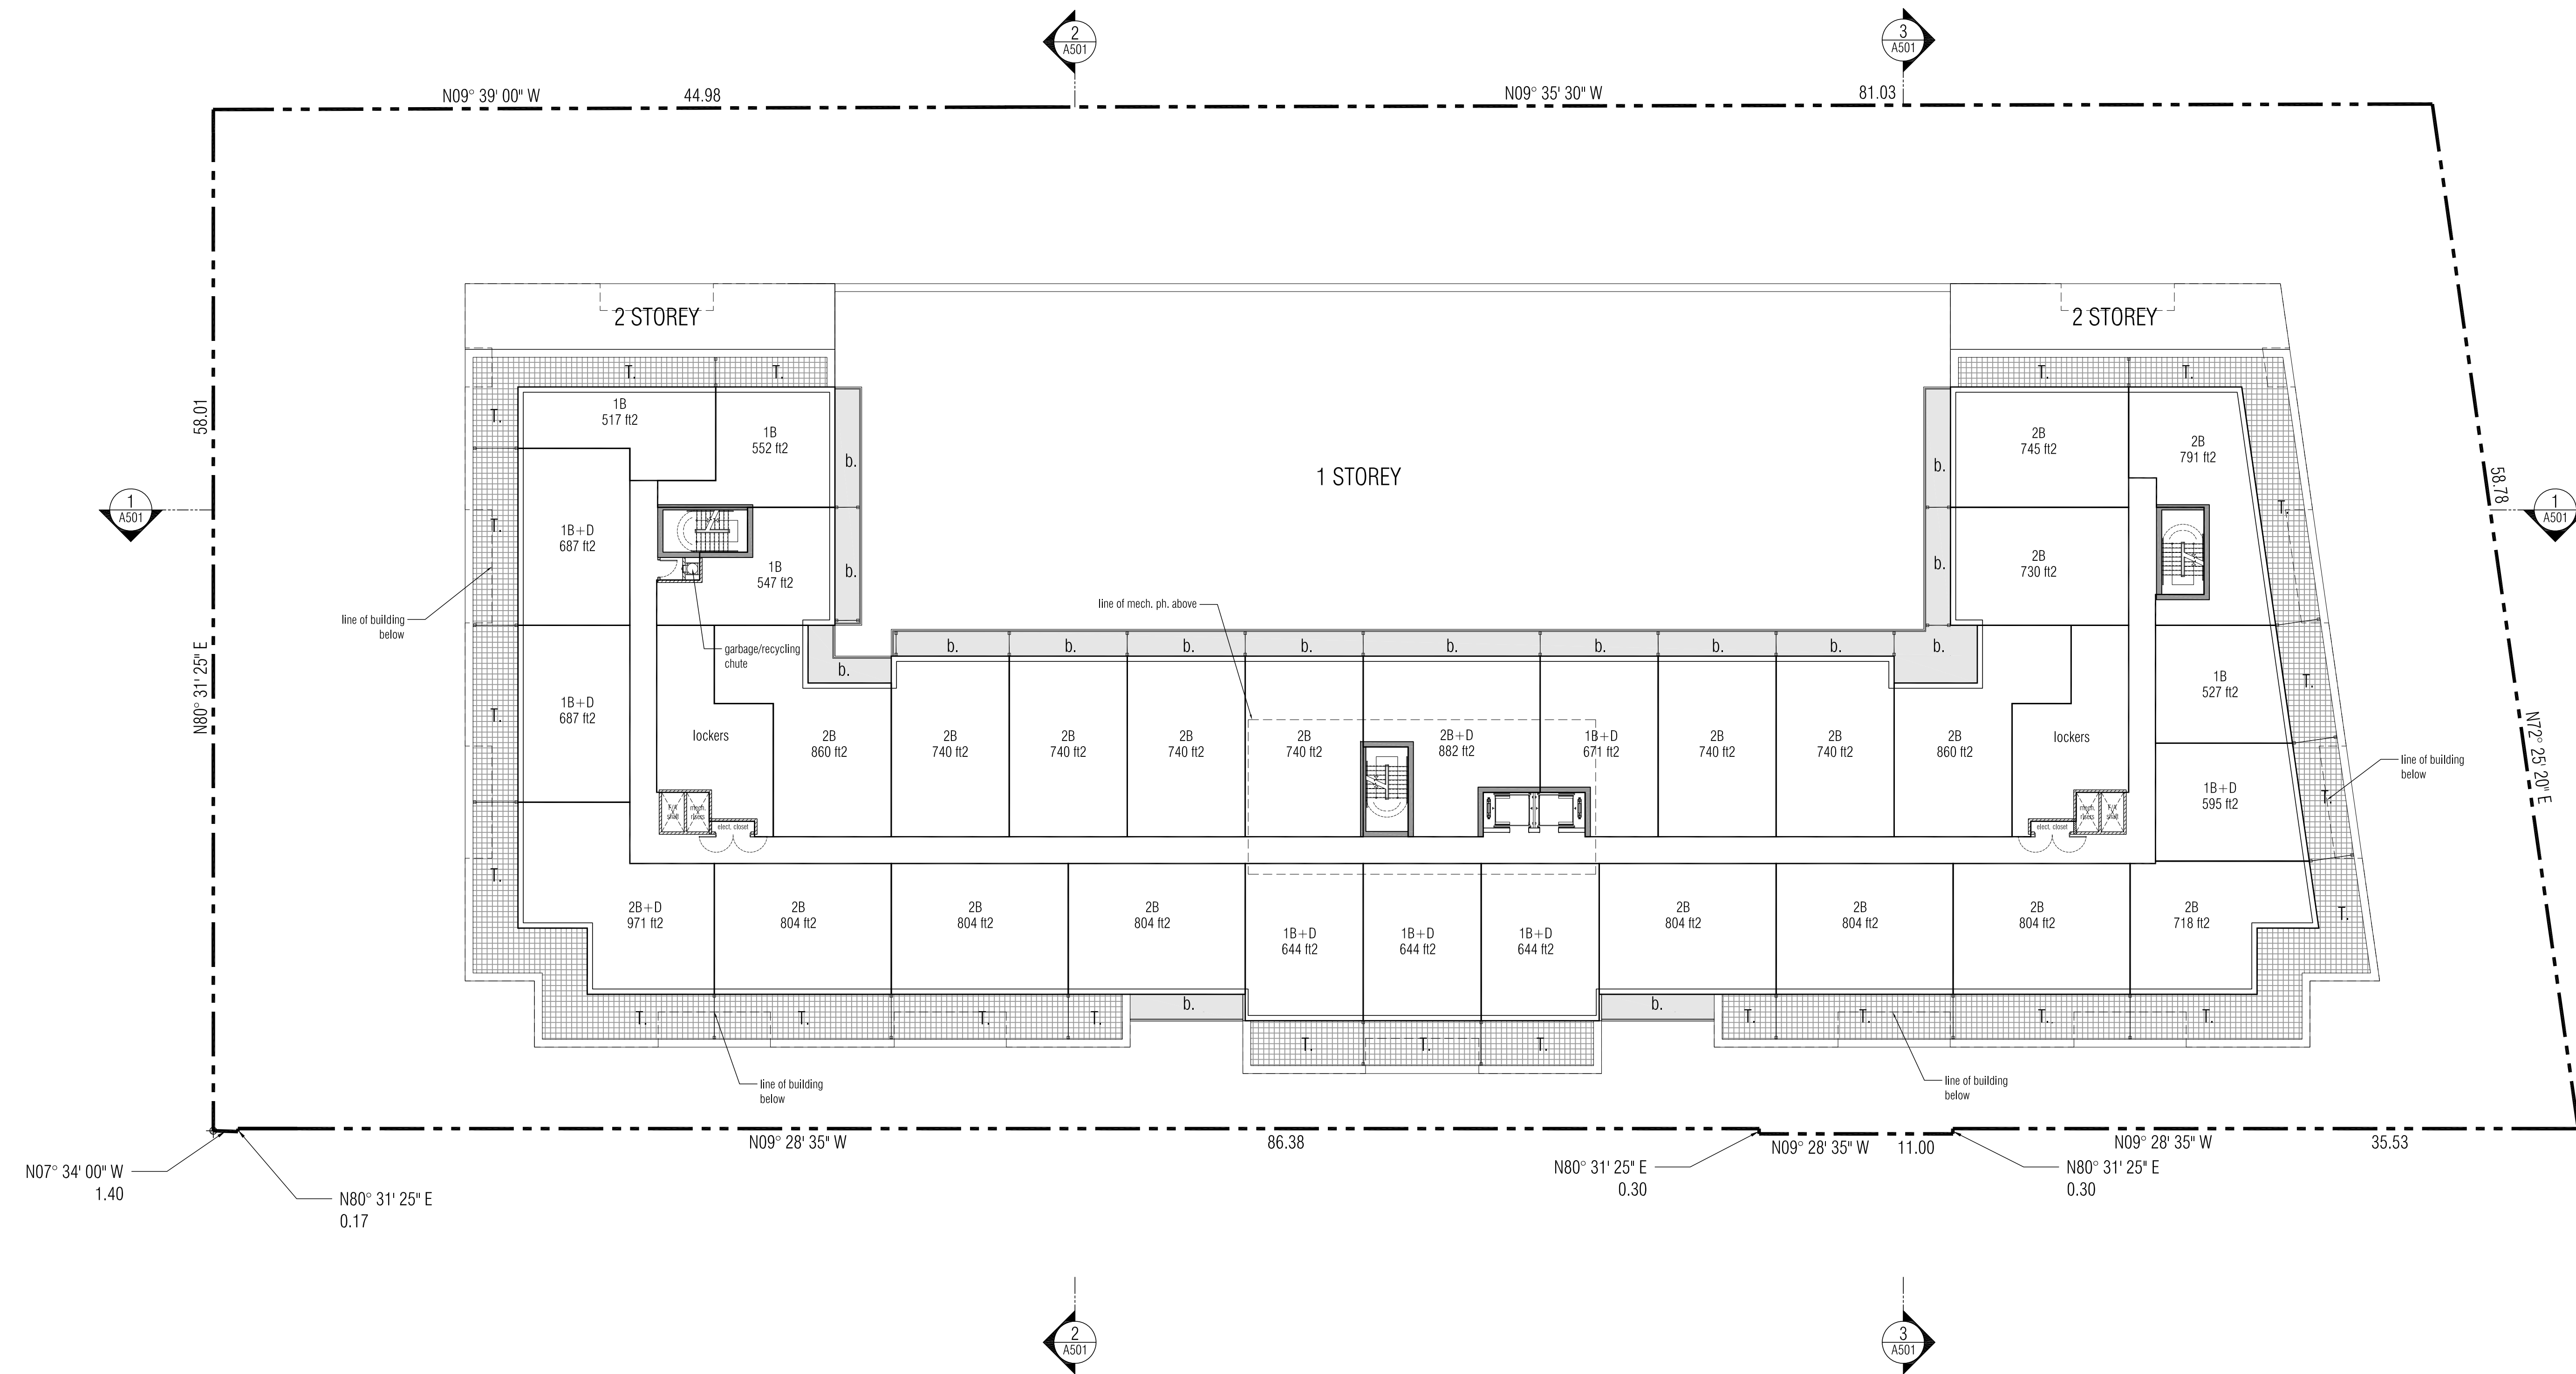 2
A501
3
A501
N09° 39' 00" W
44.98
N09° 35' 30" W
81.03
2 STOREY
2 STOREY
T.
T.
T.
T.
58.01
T.
1B
517 ft2
1B
552 ft2
b.
1 STOREY
b.
2B
745 ft2
2B
791 ft2
58.78
1
A501
1
A501
T.
1B+D
687 ft2
1B
547 ft2
b.
b.
2B
730 ft2
T.
line of building
below
line of mech. ph. above
garbage/recycling
chute
b.
b.
b.
b.
b.
b.
b.
b.
b.
b.
b.
N80° 31' 25" E
T.
1B+D
687 ft2
1B
527 ft2
T.
N72° 25' 20" E
lockers
2B
860 ft2
2B
740 ft2
2B
740 ft2
2B
740 ft2
2B
740 ft2
2B+D
882 ft2
1B+D
671 ft2
2B
740 ft2
2B
740 ft2
2B
860 ft2
lockers
1B+D
595 ft2
T.
line of building
below
shaft
mech.
risers
elect. closet
elect. closet
mech.
risers
shaft
T.
2B+D
971 ft2
2B
804 ft2
2B
804 ft2
2B
804 ft2
1B+D
644 ft2
1B+D
644 ft2
1B+D
644 ft2
2B
804 ft2
2B
804 ft2
2B
804 ft2
2B
718 ft2
T.
T.
T.
T.
T.
b.
b.
T.
T.
T.
T.
T.
T.
T.
line of building
below
line of building
below
N09° 28' 35" W
86.38
N09° 28' 35" W
11.00
N09° 28' 35" W
35.53
N07° 34' 00" W
1.40
N80° 31' 25" E
0.17
N80° 31' 25" E
0.30
N80° 31' 25" E
0.30
2
A501
3
A501